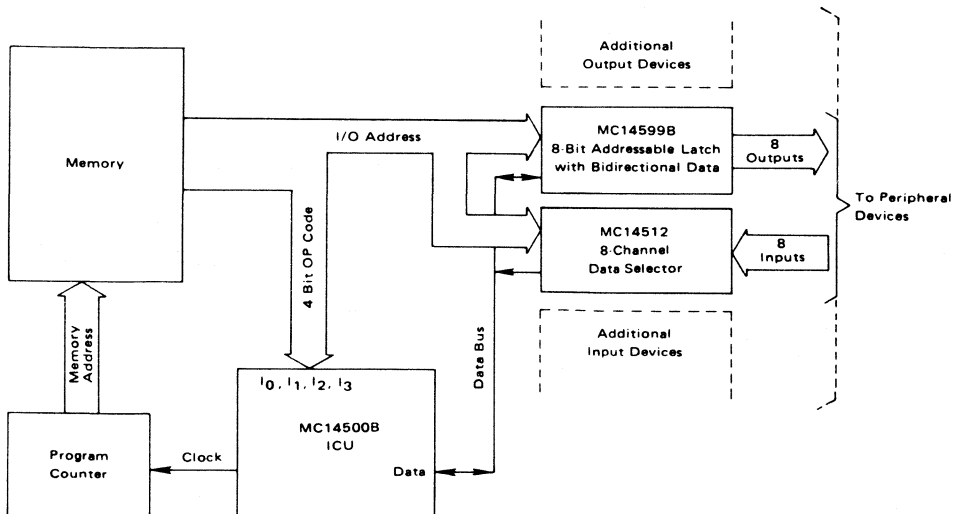 Additional
Output Devices
Memory
I/O Address
MC14599B
8-Bit Addressable Latch
with Bidirectional Data
8
Outputs
To Peripheral
Devices
MC14512
8-Channel
Data Selector
8
Inputs
4 Bit OP Code
Memory
Address
Data Bus
Additional
Input Devices
I0, I1, I2, I3
MC14500B
ICU
Program
Counter
Clock
Data